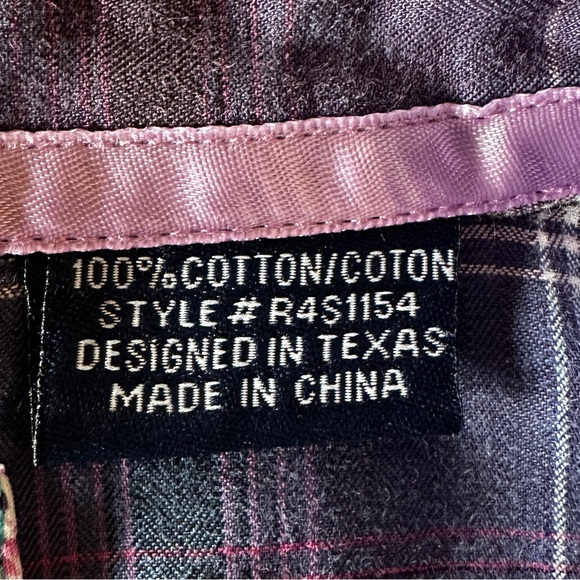 100% COTTON/COTON
STYLE # R4S1154
DESIGNED IN TEXAS
MADE IN CHINA